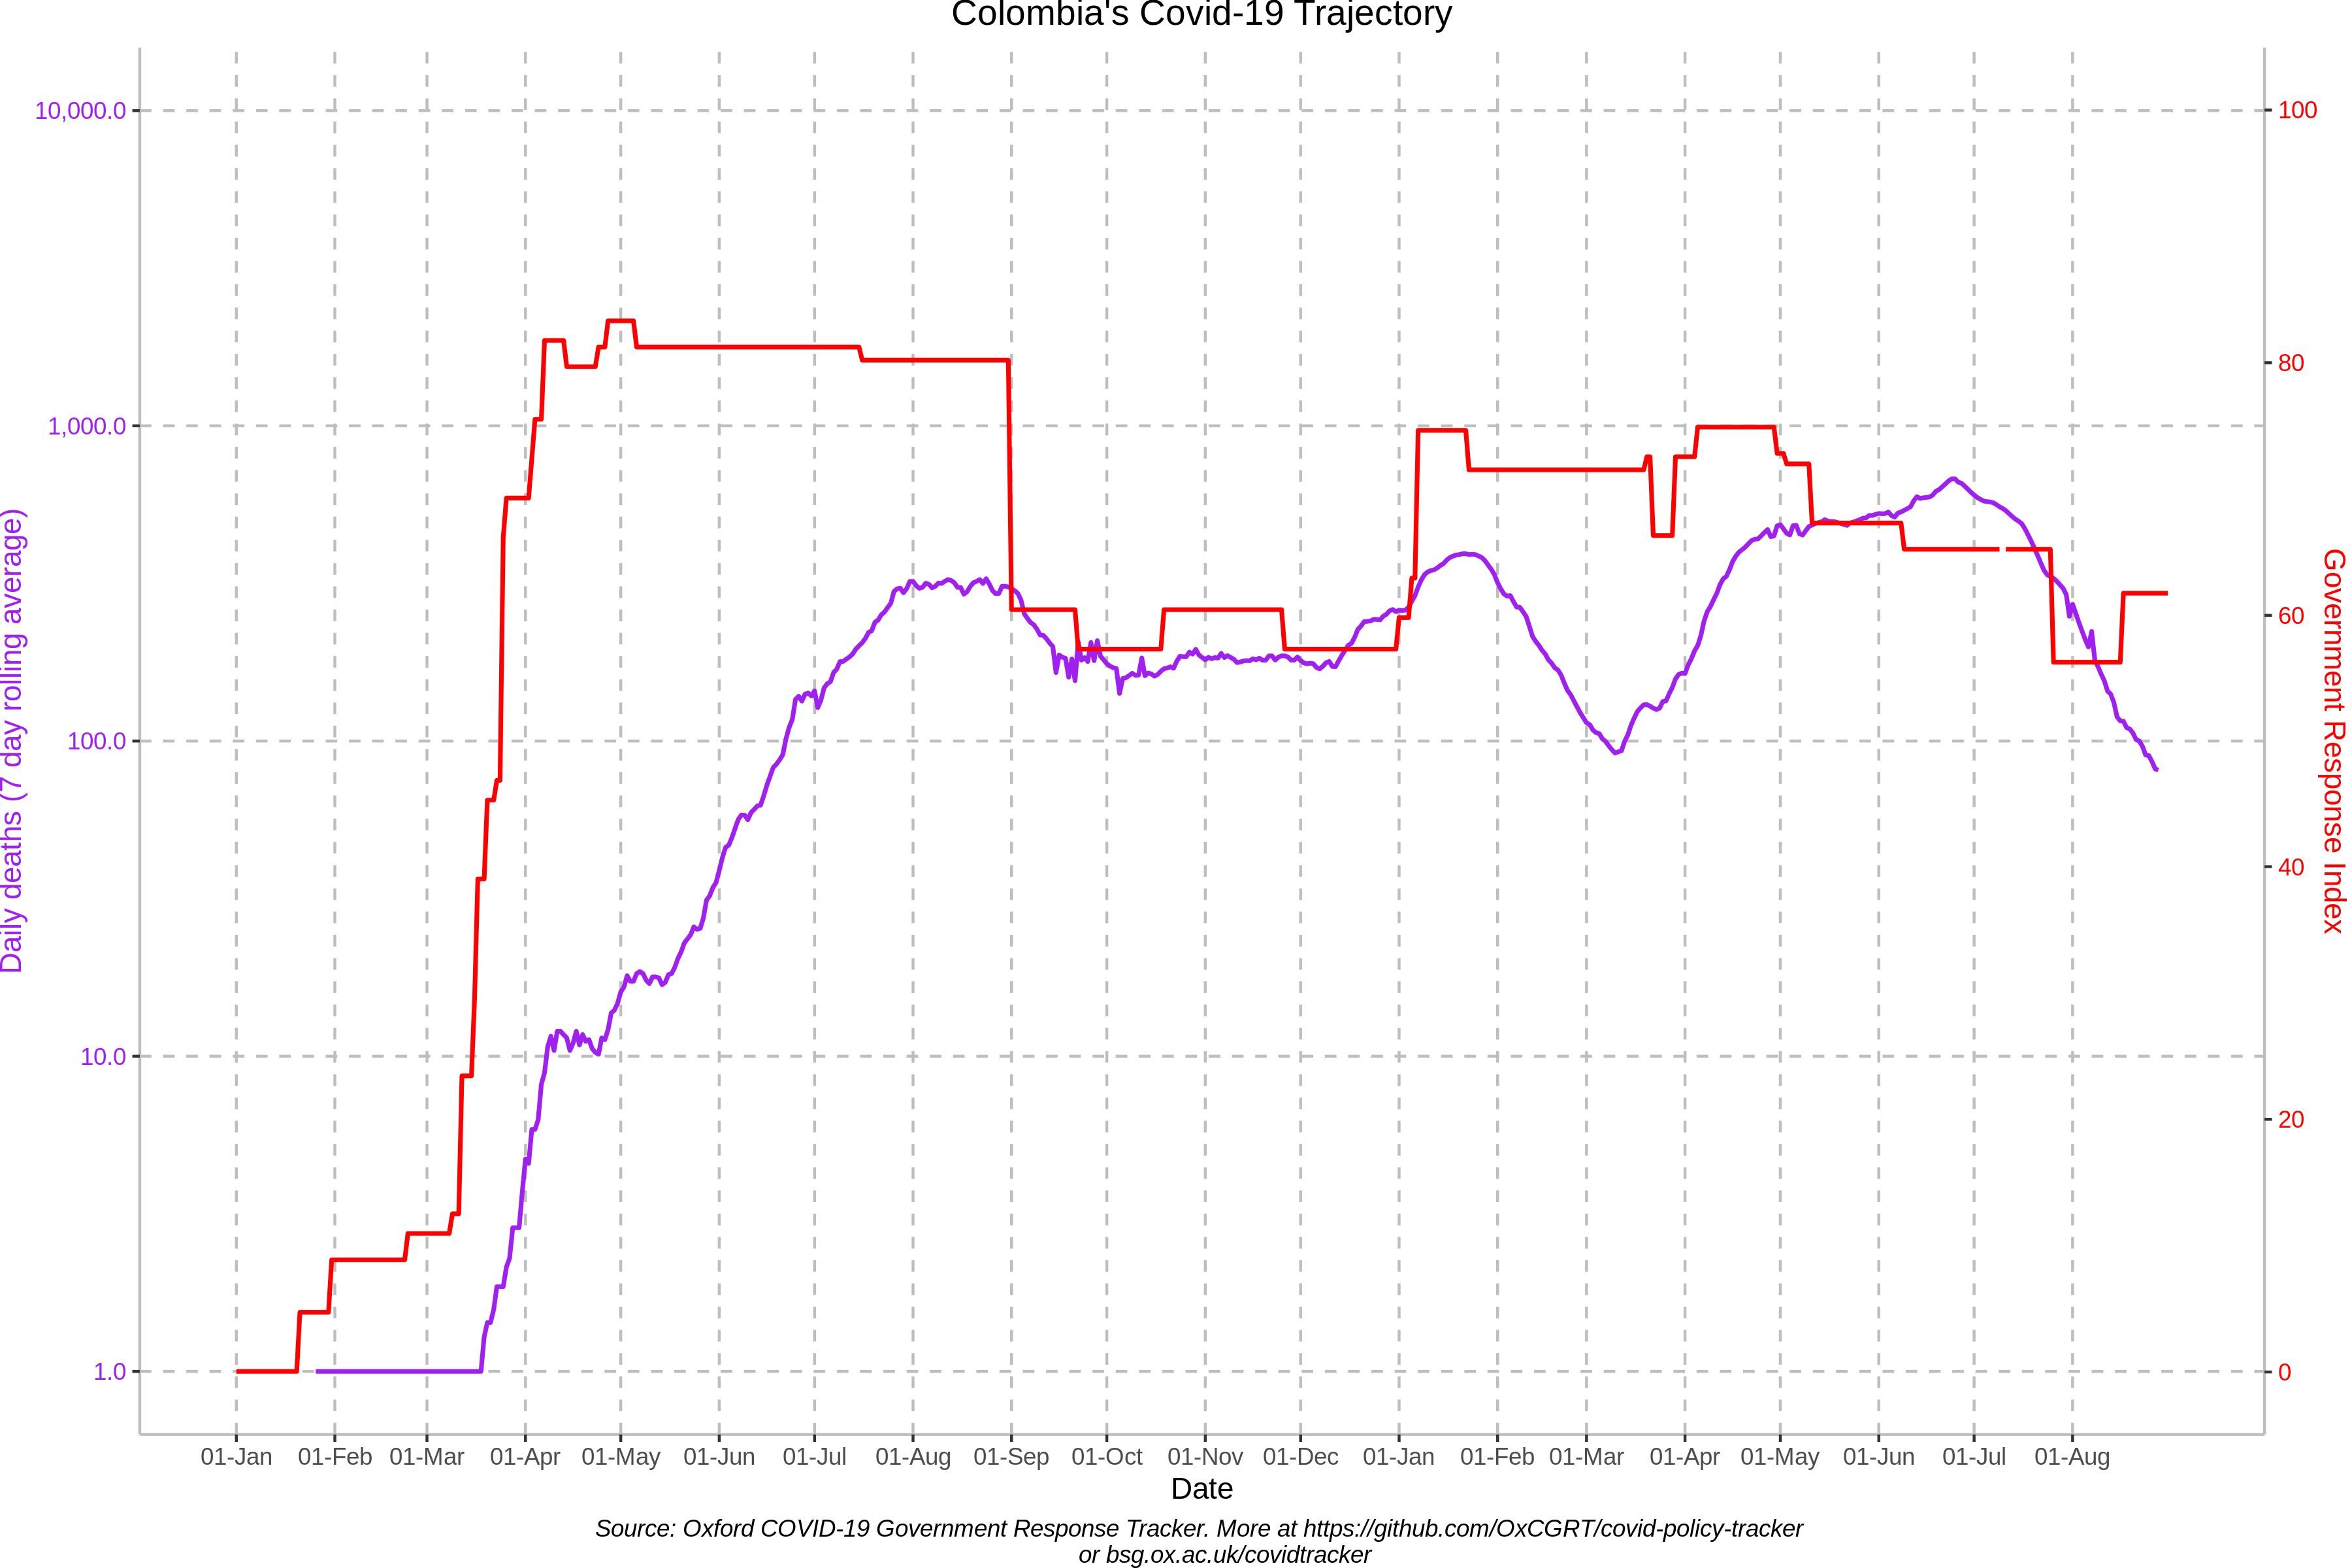 Colombia's Covid-19 Trajectory
10,000.0
1,000.0
100.0
10.0
1.0
Daily deaths (7 day rolling average)
100
80
60
40
20
0
Government Response Index
01-Jan 01-Feb 01-Mar 01-Apr 01-May 01-Jun 01-Jul 01-Aug 01-Sep 01-Oct 01-Nov 01-Dec 01-Jan 01-Feb 01-Mar 01-Apr 01-May 01-Jun 01-Jul 01-Aug
Date
Source: Oxford COVID-19 Government Response Tracker. More at https://github.com/OxCGRT/covid-policy-tracker
or bsg.ox.ac.uk/covidtracker